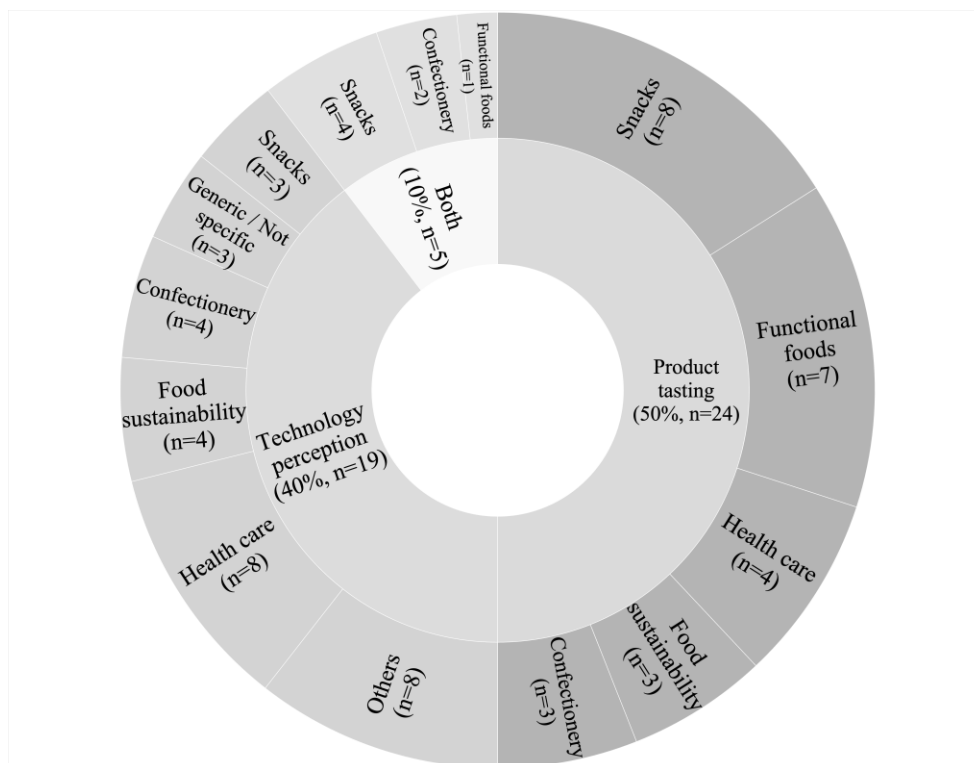 Functional foods
(n=1)
Confectionery
(n=2)
Snacks
(n=4)
Snacks
(n=3)
Generic / Not
specific
(n=3)
Confectionery
(n=4)
Food
sustainability
(n=4)
Health care
(n=8)
Others
(n=8)
Both
(10%, n=5)
Technology
perception
(40%, n=19)
Product
tasting
(50%, n=24)
Snacks
(n=8)
Functional
foods
(n=7)
Health care
(n=4)
Food
sustainability
(n=3)
Confectionery
(n=3)